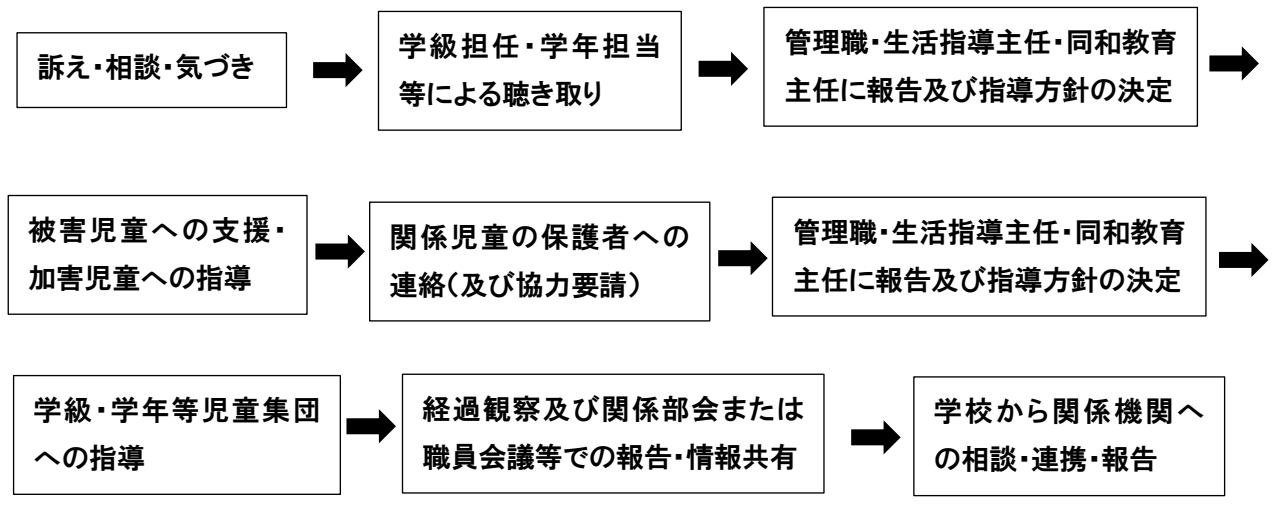 訴え・相談・気づき
学級担任・学年担当
等による聴き取り
管理職・生活指導主任・同和教育
主任に報告及び指導方針の決定
被害児童への支援・
加害児童への指導
関係児童の保護者への
連絡(及び協力要請)
管理職・生活指導主任・同和教育
主任に報告及び指導方針の決定
学級・学年等児童集団
への指導
経過観察及び関係部会または
職員会議等での報告・情報共有
学校から関係機関へ
の相談・連携・報告